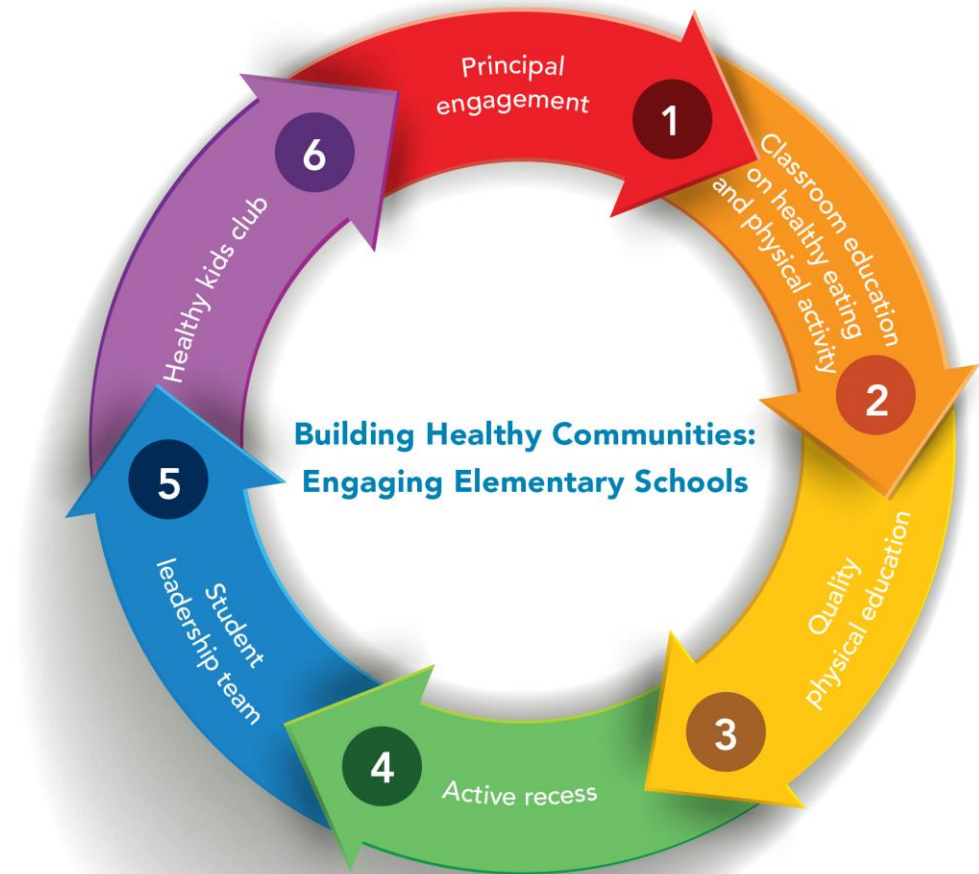 Building Healthy Communities:
Engaging Elementary Schools
Principal
engagement
1
Classroom education
on healthy eating
and physical activity
2
Quality
physical education
3
Active recess
4
Student
leadership team
5
Healthy kids club
6